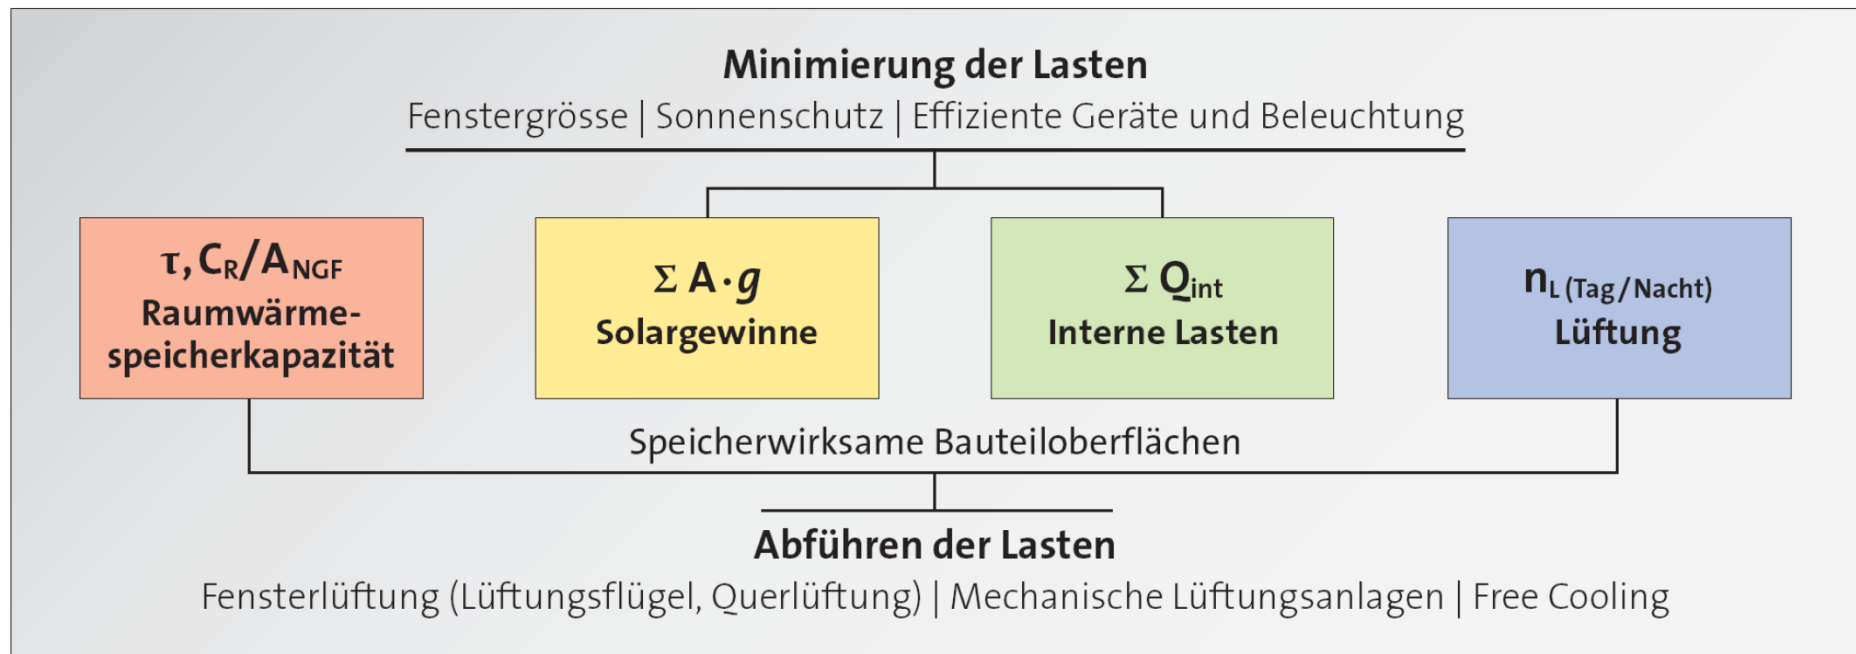 Minimierung der Lasten
Fenstergrösse | Sonnenschutz | Effiziente Geräte und Beleuchtung
τ, CR/ANGF
Raumwärme-
speicherkapazität
Σ A·g
Solargewinne
Σ Qint
Interne Lasten
nL (Tag/Nacht)
Lüftung
Speicherwirksame Bauteiloberflächen
Abführen der Lasten
Fensterlüftung (Lüftungsflügel, Querlüftung) | Mechanische Lüftungsanlagen | Free Cooling